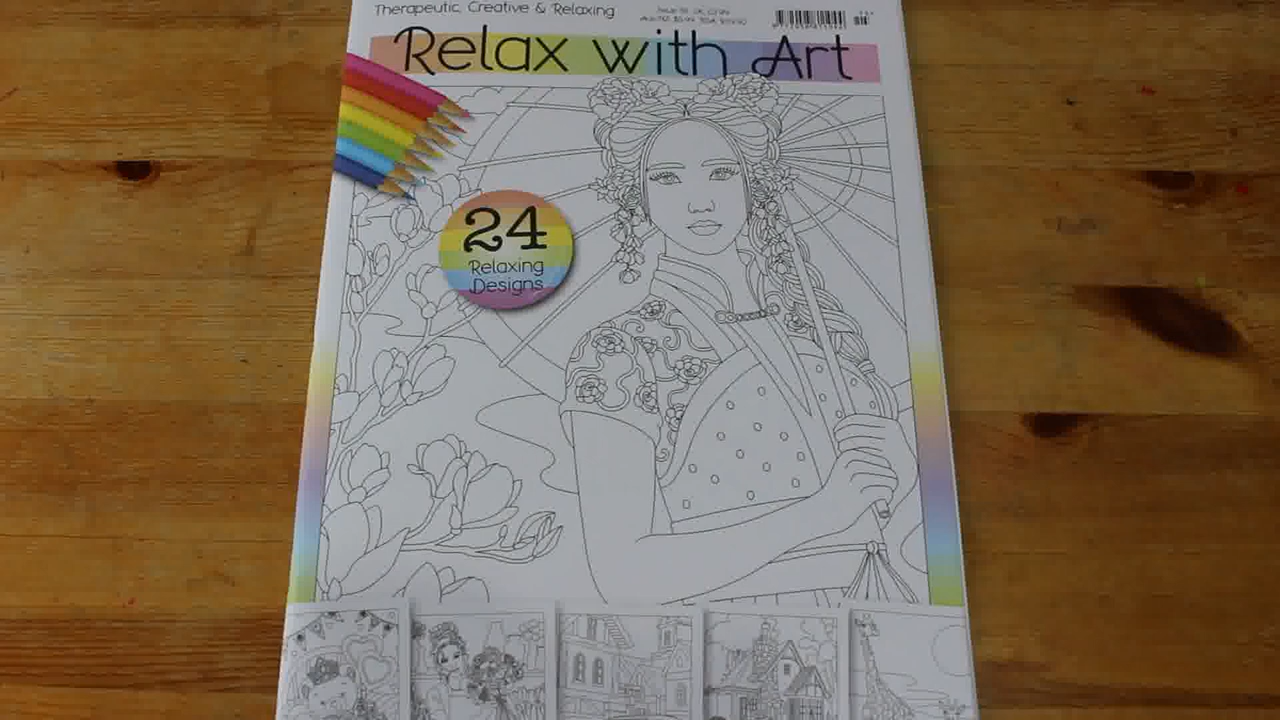 Therapeutic, Creative & Relaxing
Relax with Art
24
Relaxing
Designs